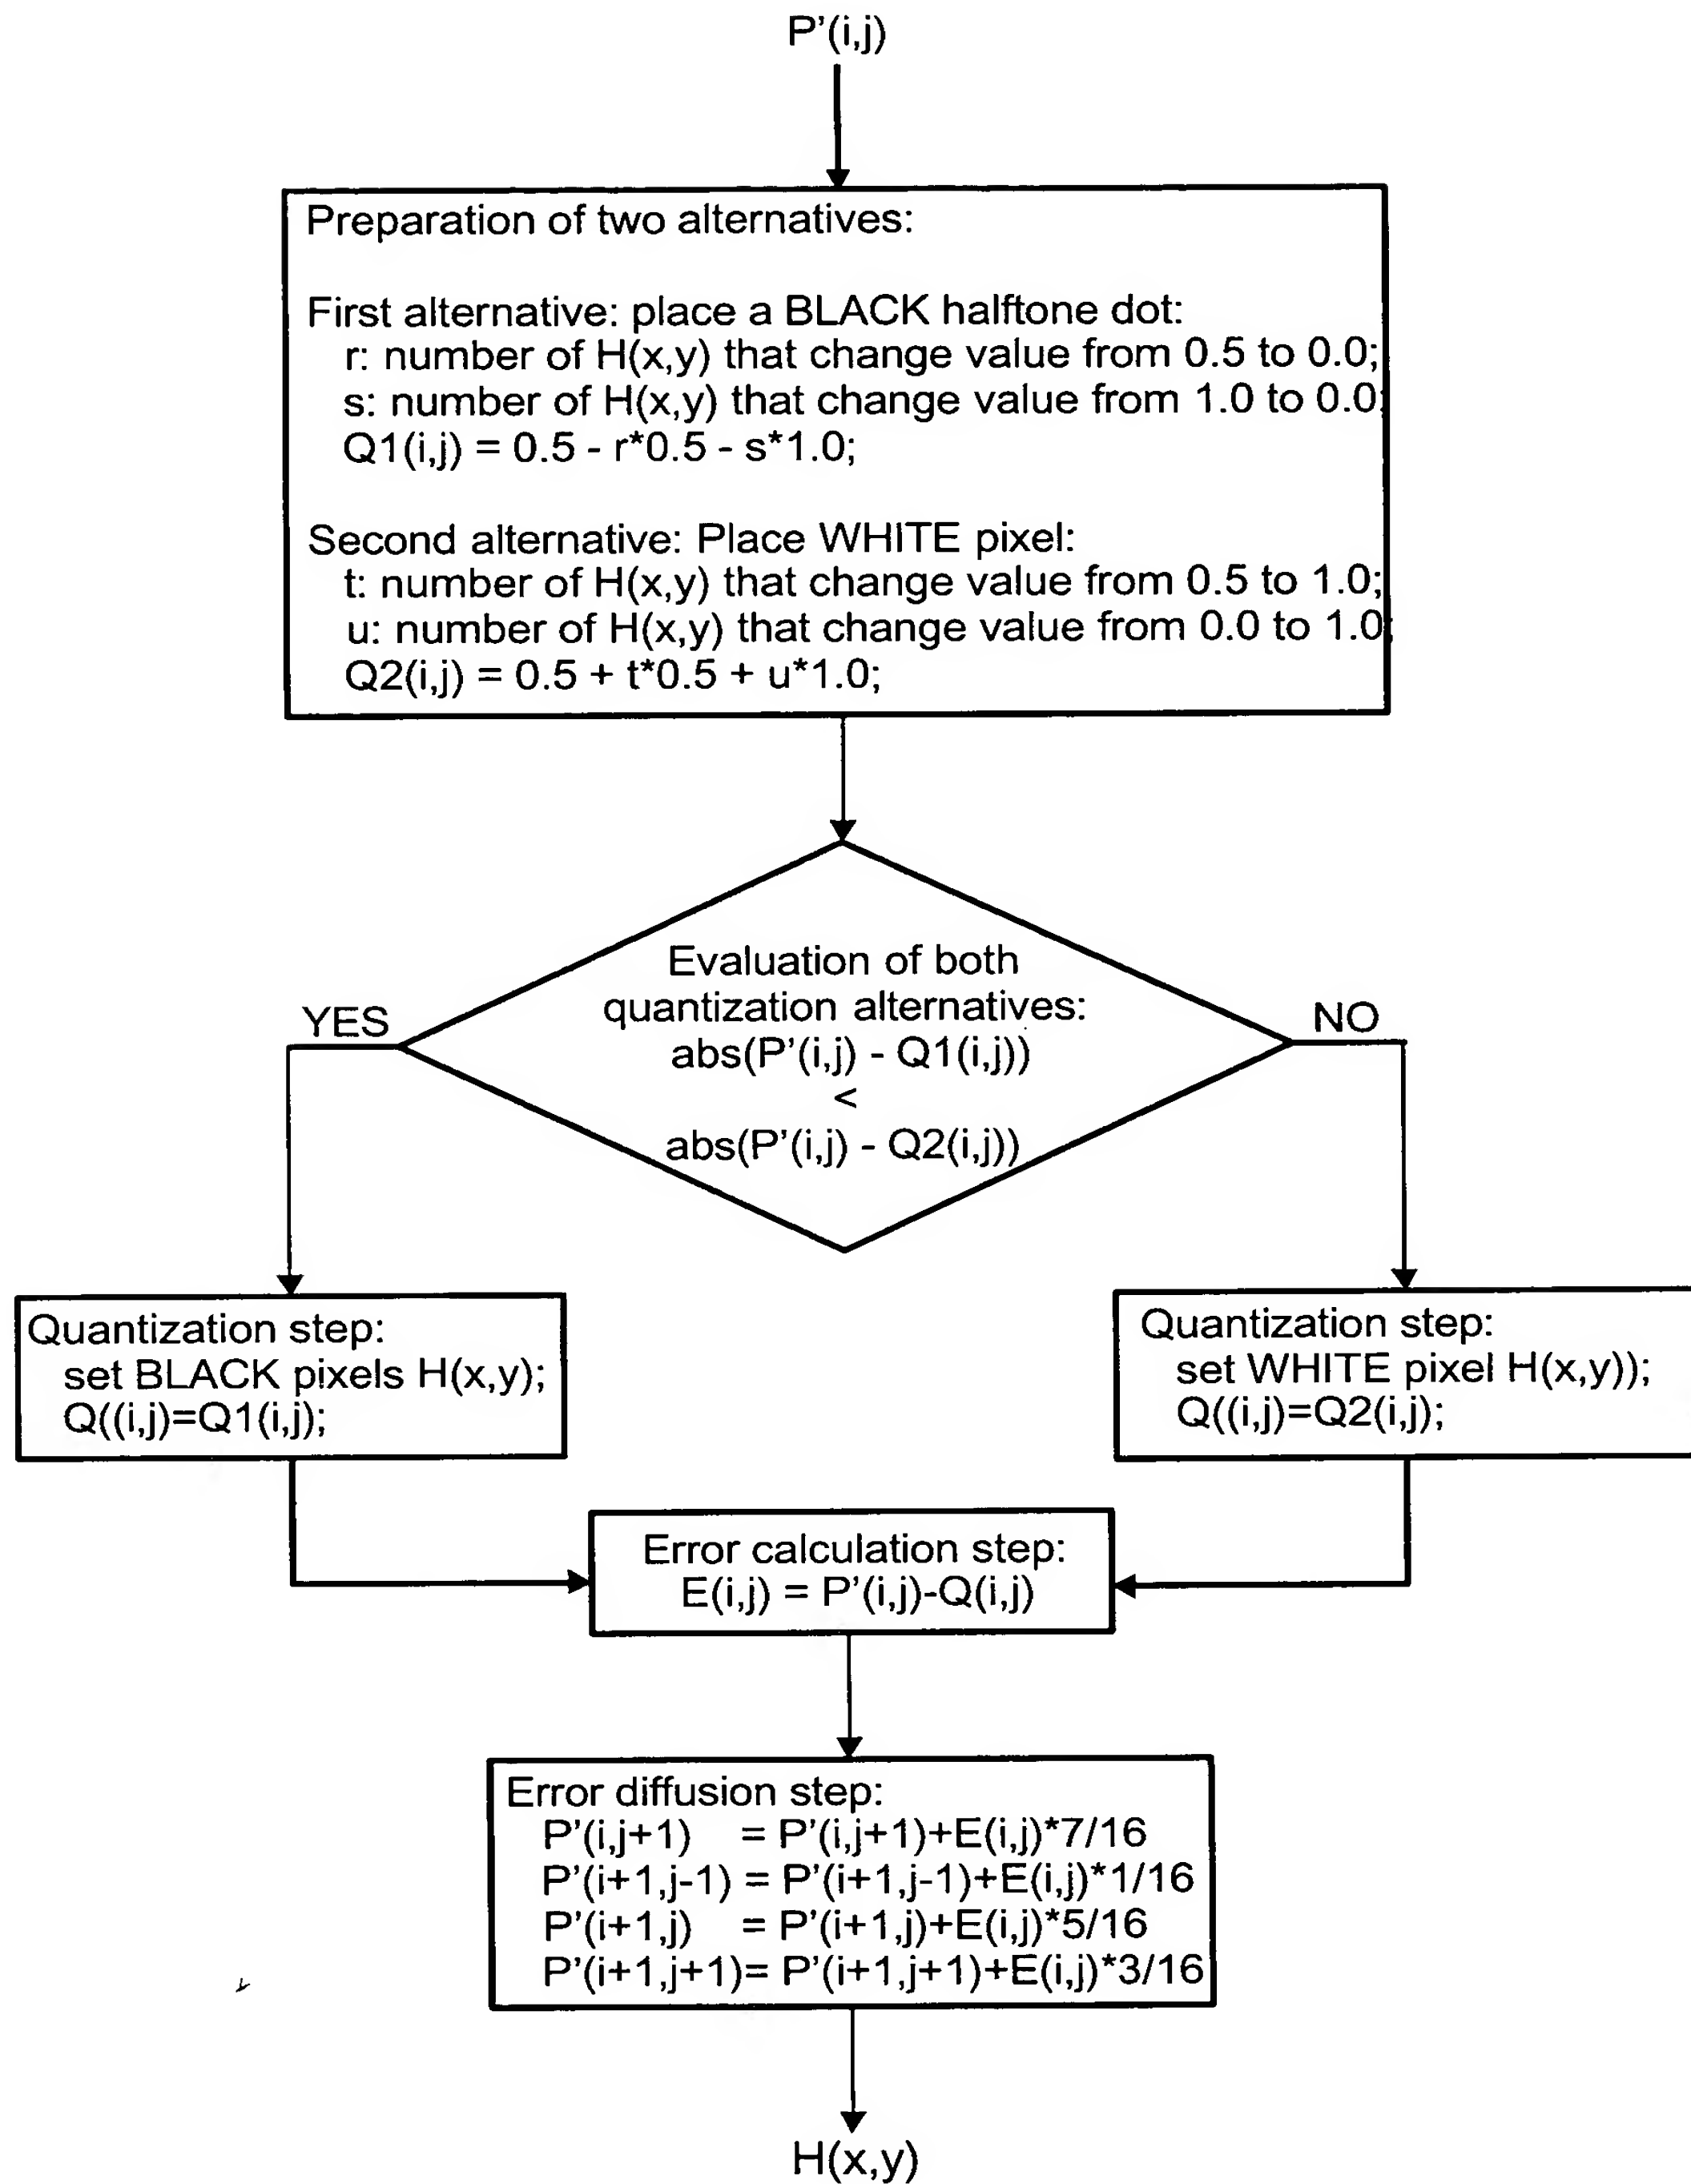 P'(i,j)
Preparation of two alternatives:
First alternative: place a BLACK halftone dot:
r: number of H(x,y) that change value from 0.5 to 0.0;
s: number of H(x,y) that change value from 1.0 to 0.0;
Q1(i,j) = 0.5 - r*0.5 - s*1.0;
Second alternative: Place WHITE pixel:
t: number of H(x,y) that change value from 0.5 to 1.0;
u: number of H(x,y) that change value from 0.0 to 1.0;
Q2(i,j) = 0.5 + t*0.5 + u*1.0;
Evaluation of both
quantization alternatives:
abs(P'(i,j) - Q1(i,j))
<
abs(P'(i,j) - Q2(i,j))
YES
NO
Quantization step:
set BLACK pixels H(x,y);
Q((i,j)=Q1(i,j);
Quantization step:
set WHITE pixel H(x,y));
Q((i,j)=Q2(i,j);
Error calculation step:
E(i,j) = P'(i,j)-Q(i,j)
Error diffusion step:
P'(i,j+1) = P'(i,j+1)+E(i,j)*7/16
P'(i+1,j-1) = P'(i+1,j-1)+E(i,j)*1/16
P'(i+1,j) = P'(i+1,j)+E(i,j)*5/16
P'(i+1,j+1)= P'(i+1,j+1)+E(i,j)*3/16
H(x,y)